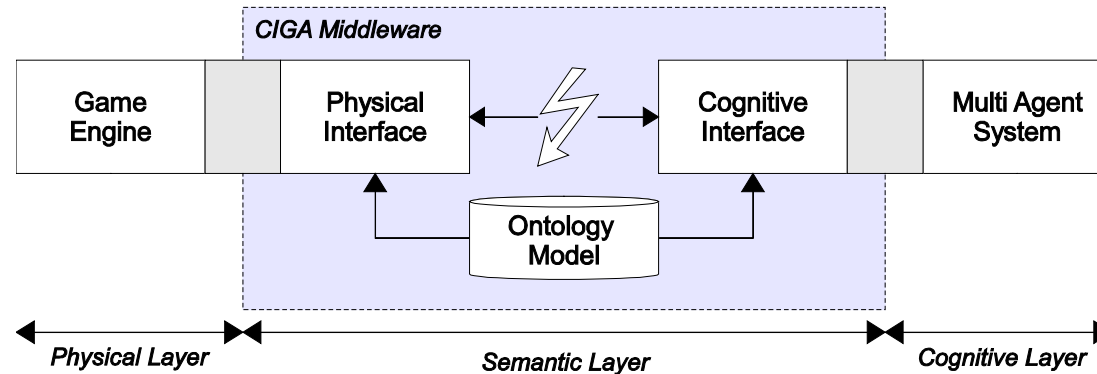 CIGA Middleware
Game
Engine
Physical
Interface
Cognitive
Interface
Multi Agent
System
Ontology
Model
Physical Layer
Semantic Layer
Cognitive Layer